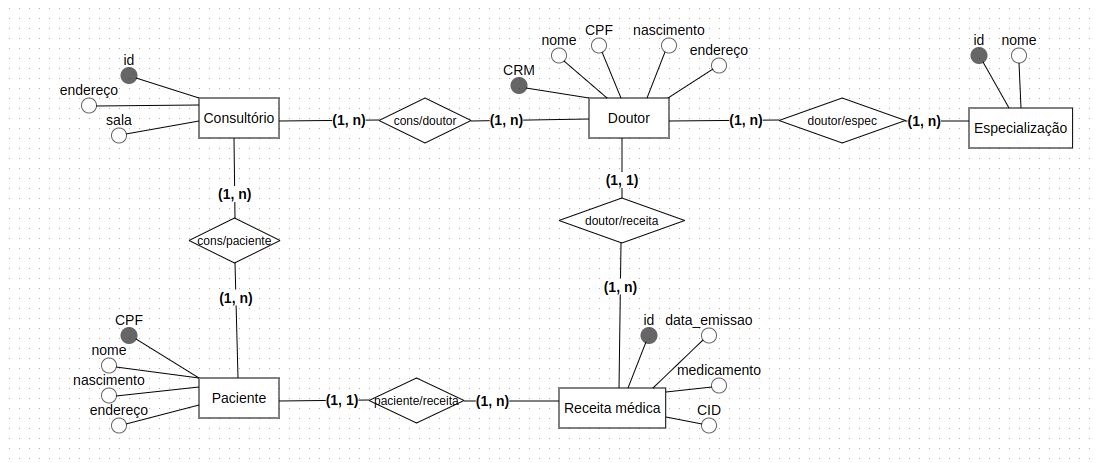 id
endereço
sala
Consultório
(1, n)
cons/doutor
(1, n)
CRM
nome
CPF
nascimento
endereço
Doutor
(1, n)
doutor/espec
(1, n)
id
nome
Especialização
(1, n)
cons/paciente
(1, n)
(1, 1)
doutor/receita
(1, n)
CPF
nome
nascimento
endereço
Paciente
(1, 1)
paciente/receita
(1, n)
id
data_emissao
medicamento
CID
Receita médica